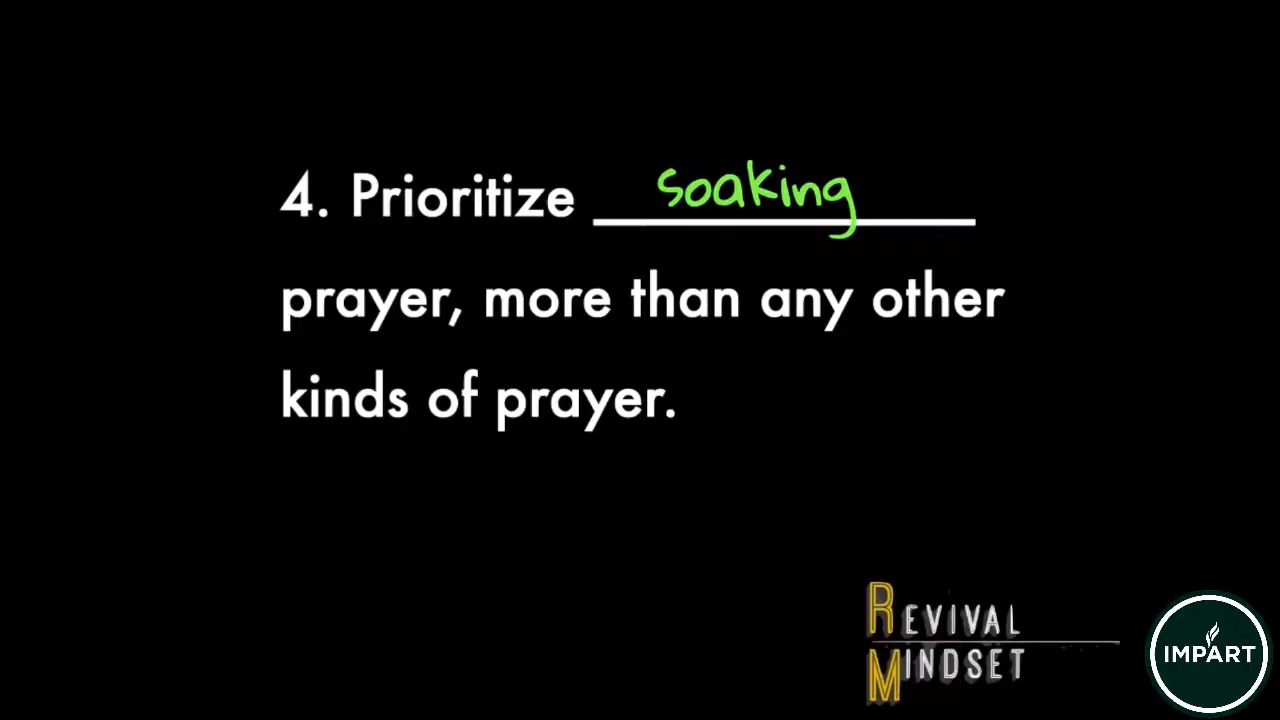 4. Prioritize soaking
prayer, more than any other
kinds of prayer.
REVIVAL
MINDSET
IMPART